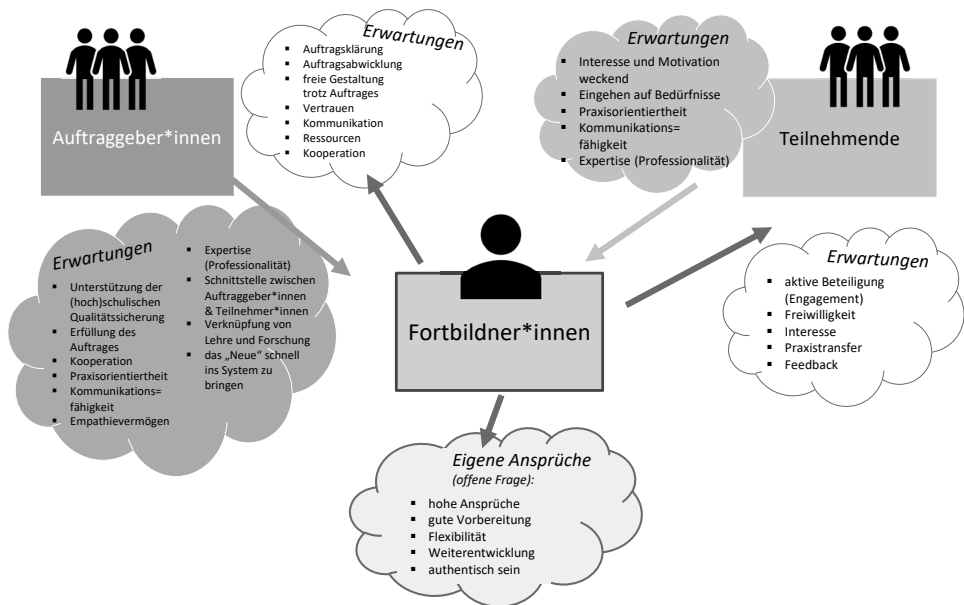 Auftraggeber*innen
Erwartungen
▪ Auftragsklärung
▪ Auftragsabwicklung
▪ freie Gestaltung
trotz Auftrages
▪ Vertrauen
▪ Kommunikation
▪ Ressourcen
▪ Kooperation
Erwartungen
▪ Interesse und Motivation
weckend
▪ Eingehen auf Bedürfnisse
▪ Praxisorientiertheit
▪ Kommunikations=
fähigkeit
▪ Expertise (Professionalität)
Teilnehmende
Erwartungen
▪ Unterstützung der
(hoch)schulischen
Qualitätssicherung
▪ Erfüllung des
Auftrages
▪ Kooperation
▪ Praxisorientiertheit
▪ Kommunikations=
fähigkeit
▪ Empathievermögen
▪ Expertise
(Professionalität)
▪ Schnittstelle zwischen
Auftraggeber*innen
& Teilnehmer*innen
▪ Verknüpfung von
Lehre und Forschung
▪ das „Neue“ schnell
ins System zu
bringen
Fortbildner*innen
Erwartungen
▪ aktive Beteiligung
(Engagement)
▪ Freiwilligkeit
▪ Interesse
▪ Praxistransfer
▪ Feedback
Eigene Ansprüche
(offene Frage):
▪ hohe Ansprüche
▪ gute Vorbereitung
▪ Flexibilität
▪ Weiterentwicklung
▪ authentisch sein